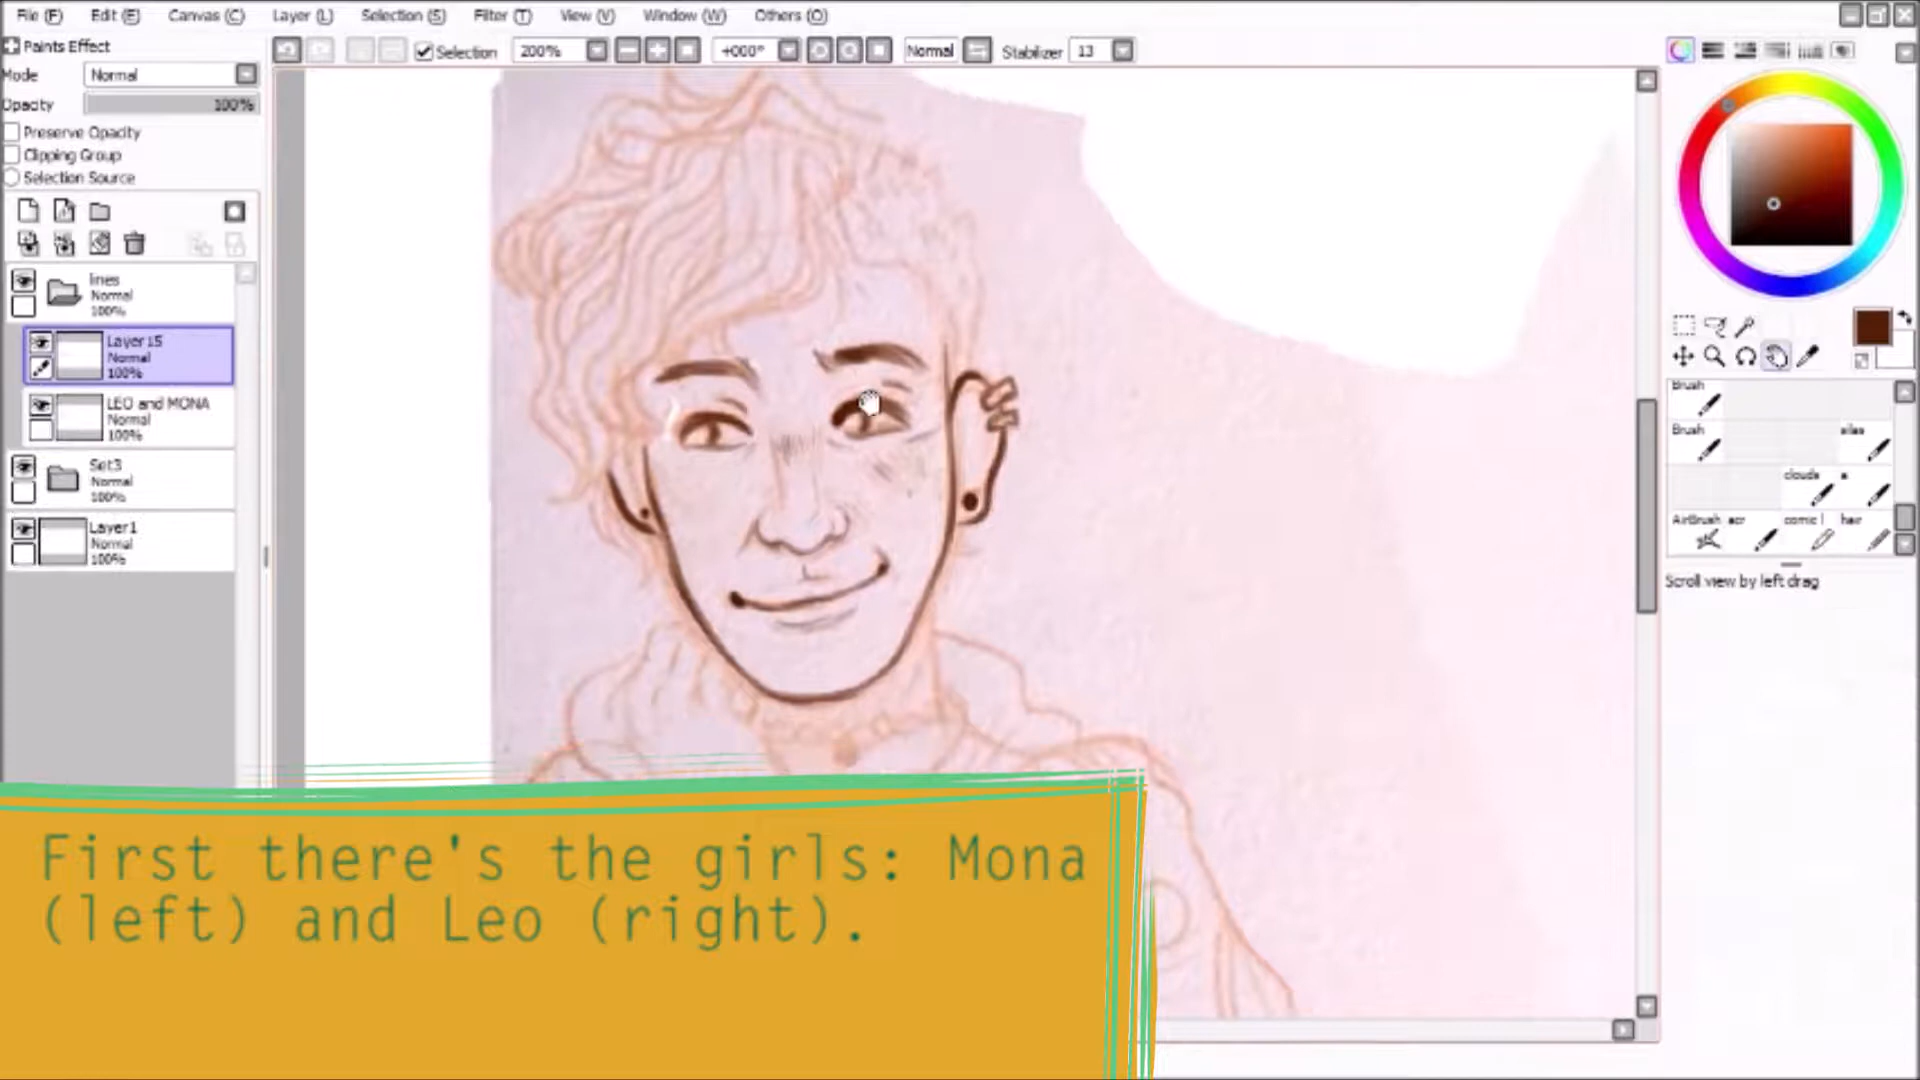 File (F) Edit (E) Canvas (C) Layer (L) Selection (S) Filter (T) View (V) Window (W) Others (O)
Paints Effect
Selection 200% +000° Normal Stabilizer 13
Mode Normal
Opacity 100%
Preserve Opacity
Clipping Group
Selection Source
lines
Normal
100%
Layer15
Normal
100%
LEO and MONA
Normal
100%
Set3
Normal
100%
Layer1
Normal
100%
Brush
Brush
clouds a
AirBrush acr comic l hair
Scroll view by left drag
First there's the girls: Mona
(left) and Leo (right).